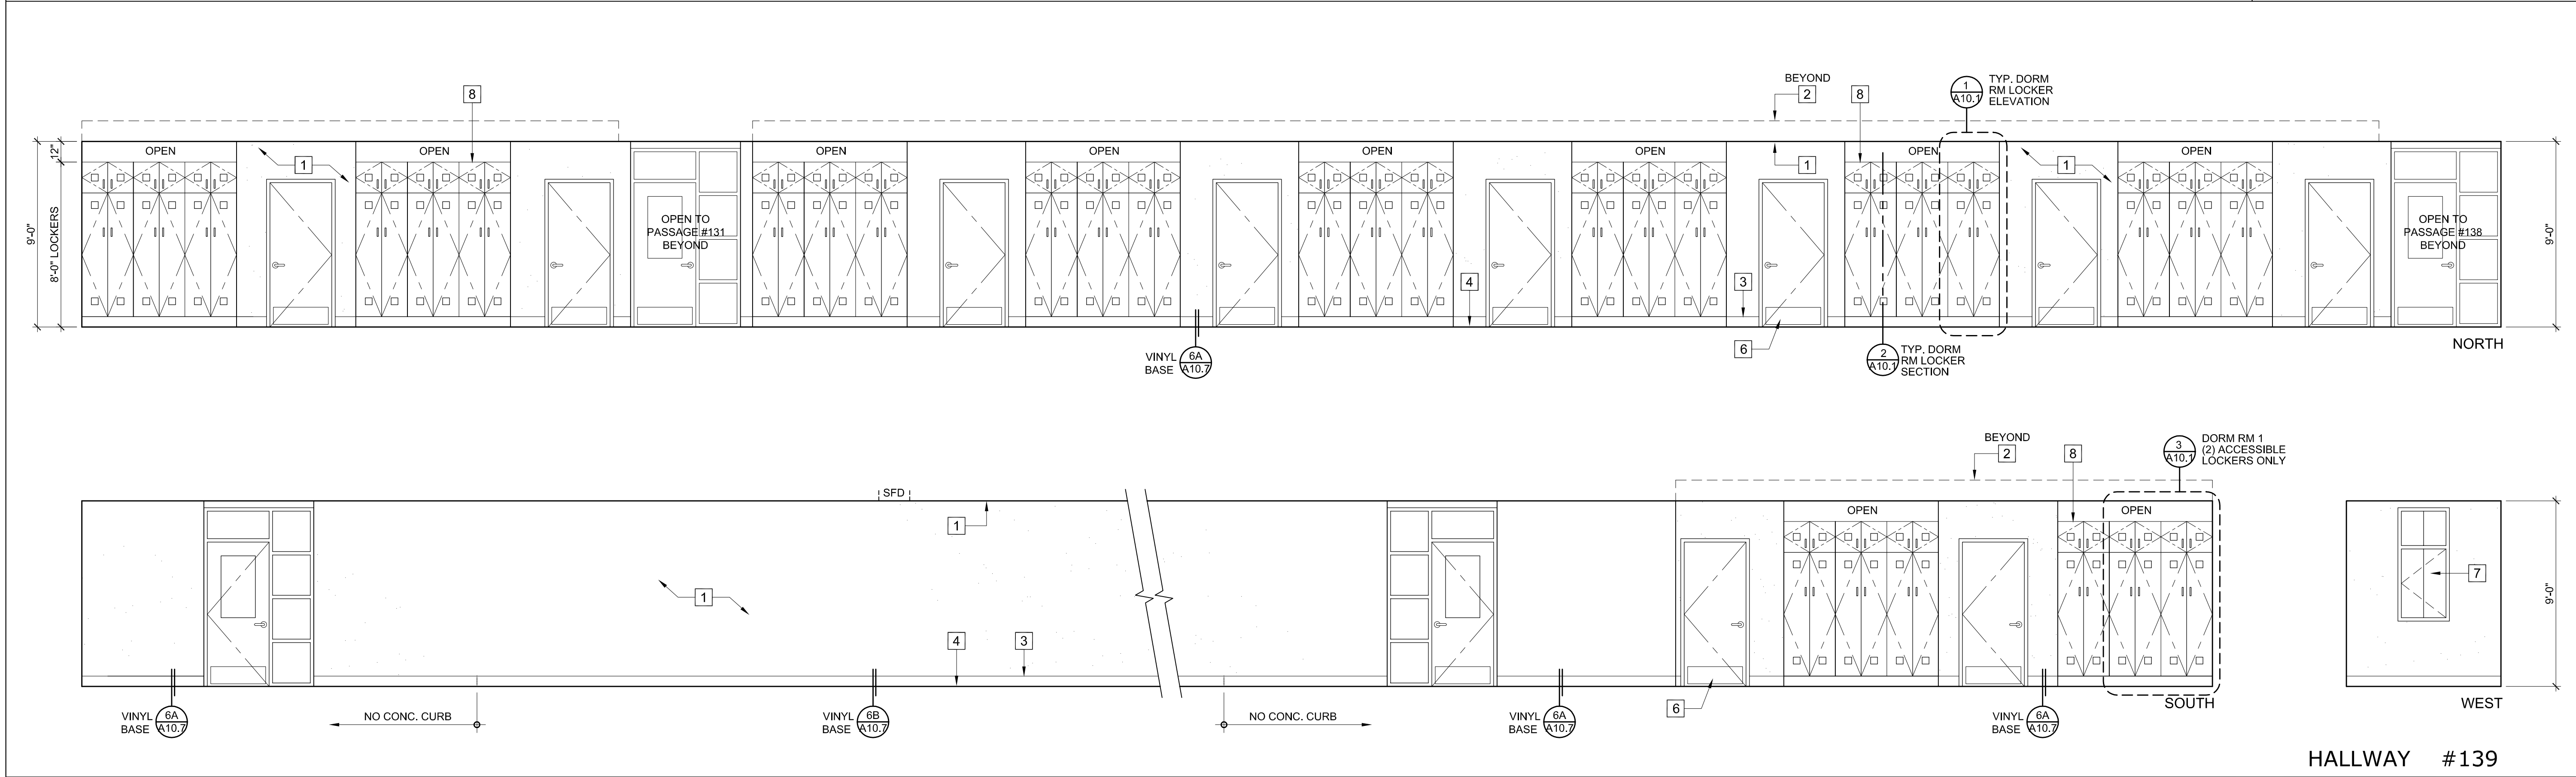 BEYOND
2
8
8
1
A10.1
TYP. DORM
RM LOCKER
ELEVATION
12"
9'-0"
8'-0" LOCKERS
OPEN
1
OPEN
OPEN TO
PASSAGE #131
BEYOND
OPEN
OPEN
OPEN
OPEN
1
OPEN
1
OPEN
OPEN TO
PASSAGE #138
BEYOND
9'-0"
4
3
6
VINYL
BASE
6A
A10.7
2
A10.1
TYP. DORM
RM LOCKER
SECTION
NORTH
BEYOND
2
8
3
A10.1
DORM RM 1
(2) ACCESSIBLE
LOCKERS ONLY
SFD
1
OPEN
OPEN
1
7
9'-0"
4
3
6
VINYL
BASE
6A
A10.7
NO CONC. CURB
VINYL
BASE
6B
A10.7
NO CONC. CURB
VINYL
BASE
6A
A10.7
VINYL
BASE
6A
A10.7
SOUTH
WEST
HALLWAY #139